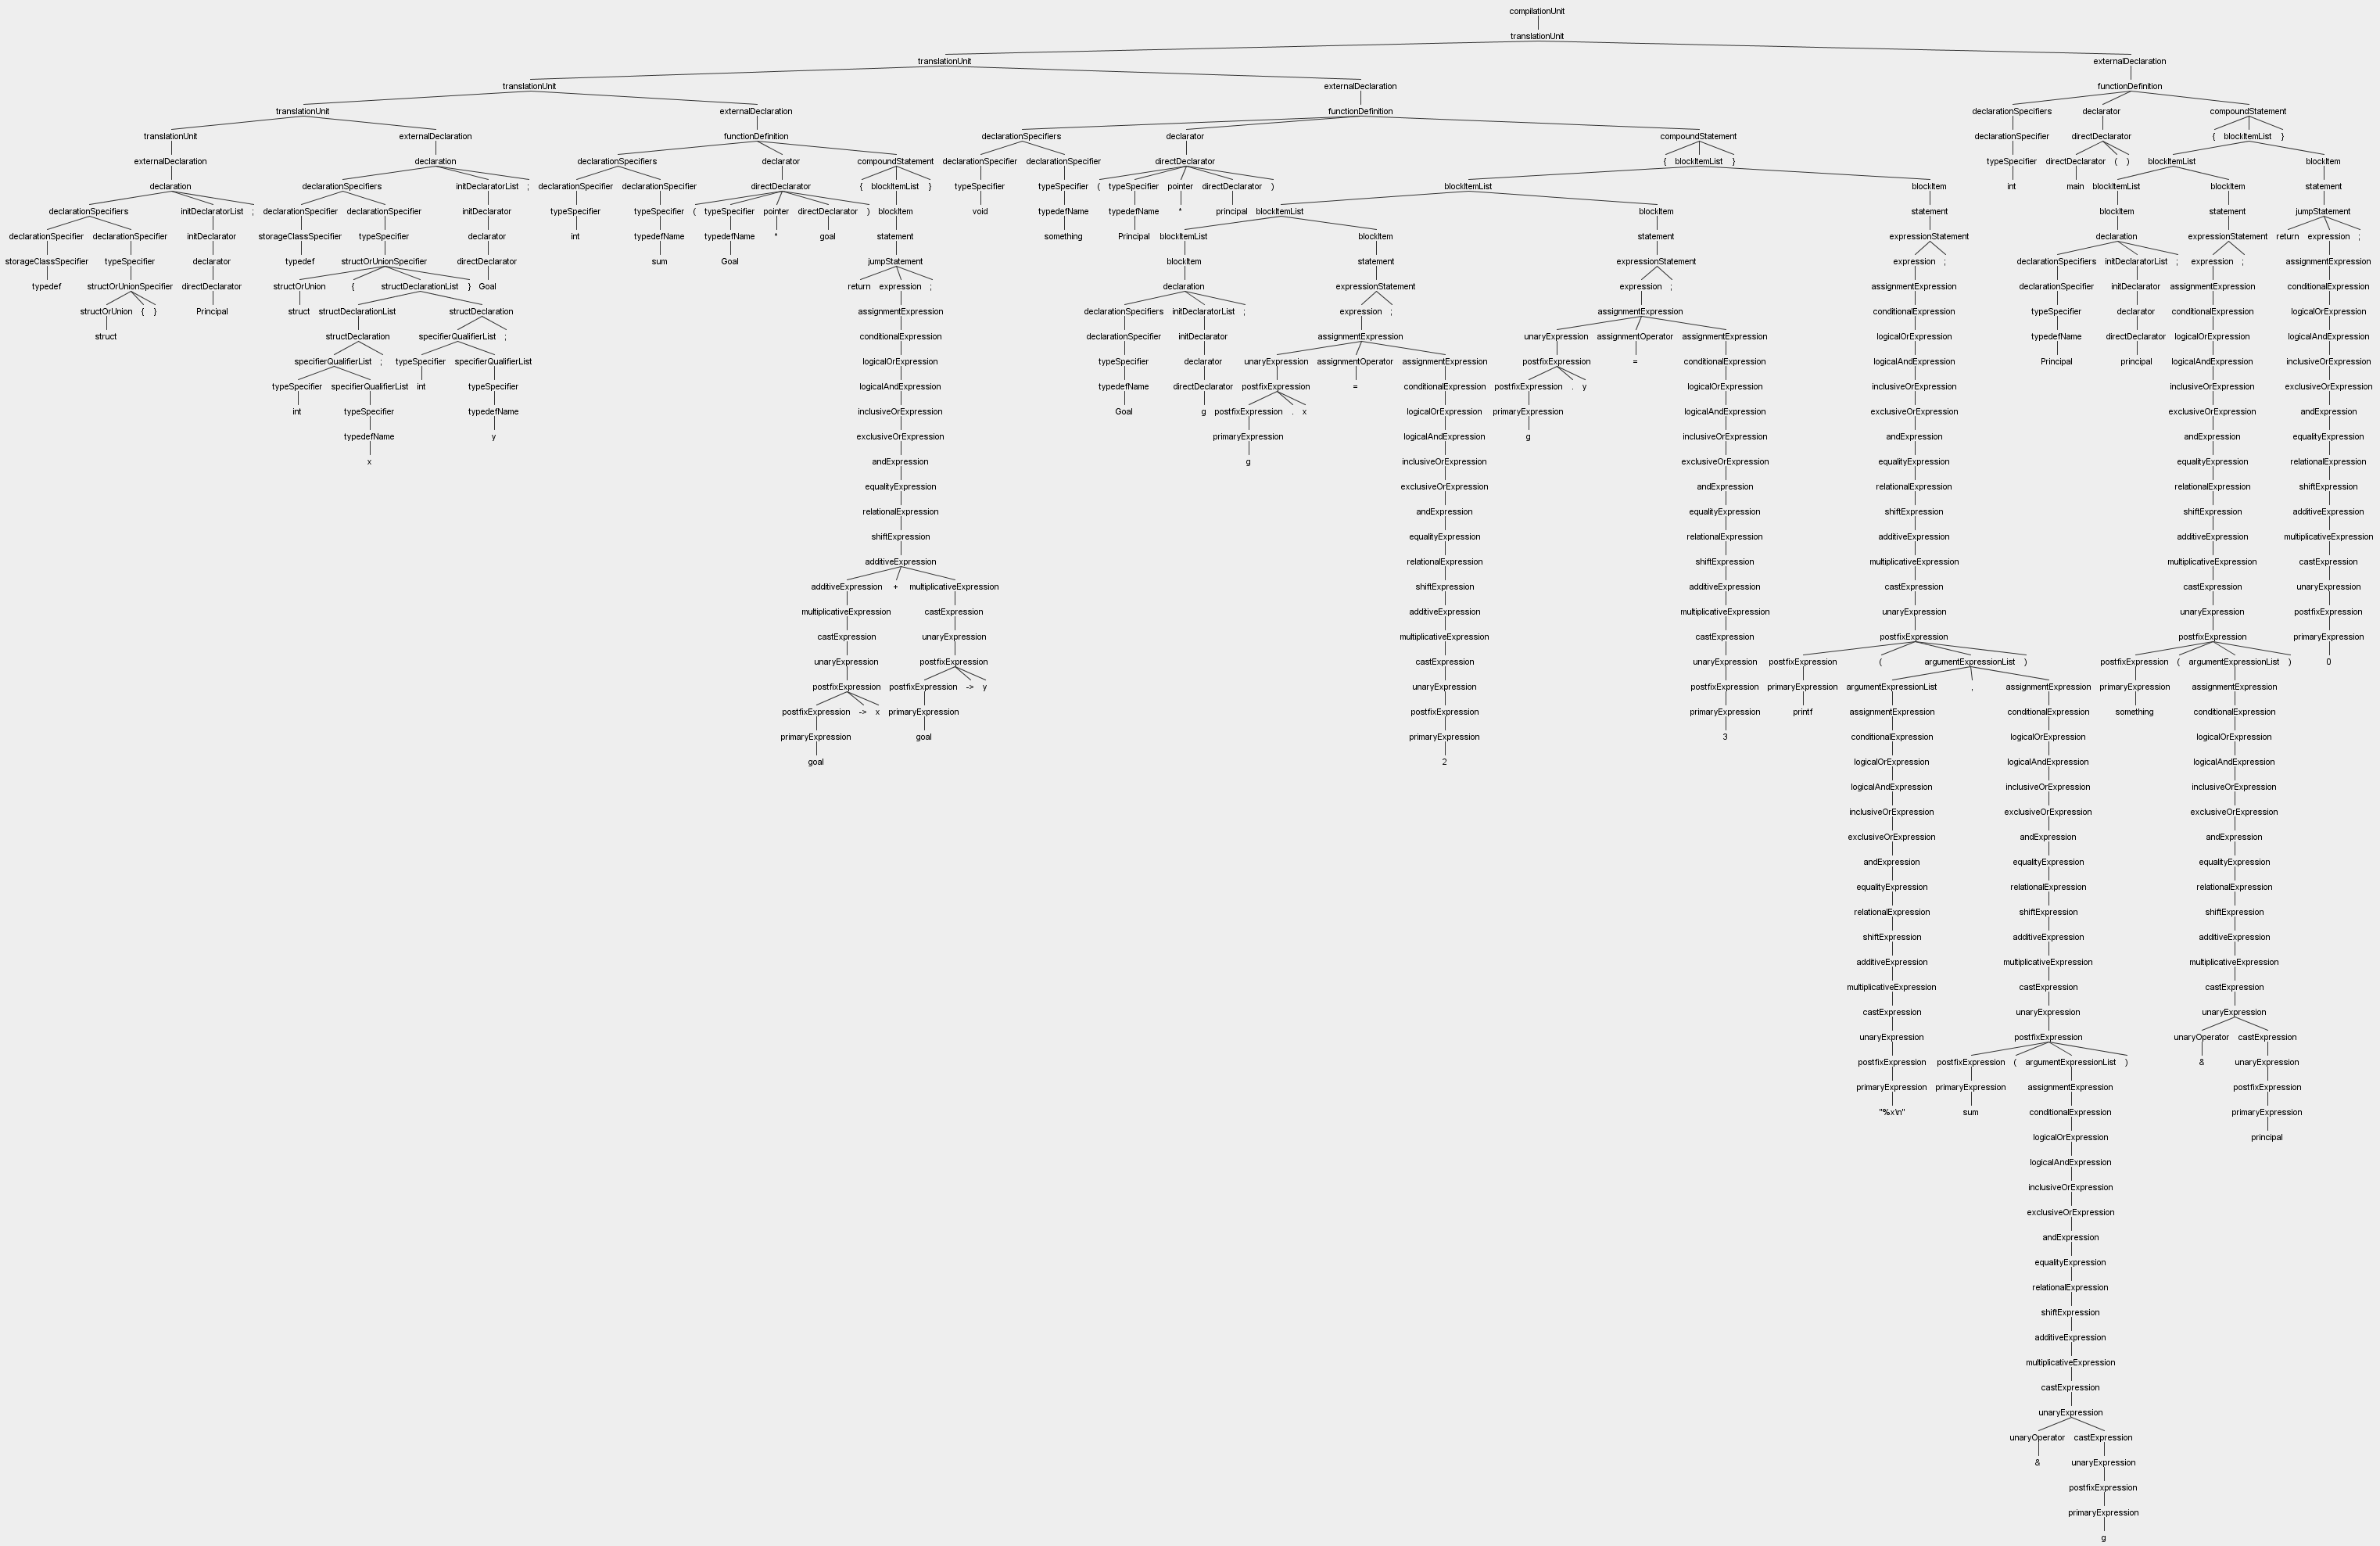 compilationUnit
translationUnit
translationUnit externalDeclaration
translationUnit externalDeclaration functionDefinition
translationUnit externalDeclaration functionDefinition declarationSpecifiers declarator compoundStatement
translationUnit externalDeclaration functionDefinition declarationSpecifiers declarator compoundStatement declarationSpecifier directDeclarator { blockItemList }
externalDeclaration declaration declarationSpecifiers declarator compoundStatement declarationSpecifier declarationSpecifier directDeclarator { blockItemList } typeSpecifier directDeclarator ( ) blockItemList blockItem
declaration declarationSpecifiers initDeclaratorList ; declarationSpecifier declarationSpecifier directDeclarator { blockItemList } typeSpecifier typeSpecifier ( typeSpecifier pointer directDeclarator ) blockItemList blockItem int main blockItemList blockItem statement
declarationSpecifiers initDeclaratorList ; declarationSpecifier declarationSpecifier initDeclarator typeSpecifier typeSpecifier ( typeSpecifier pointer directDeclarator ) blockItem void typedefName typedefName * principal blockItemList blockItem statement blockItem statement jumpStatement
declarationSpecifier declarationSpecifier initDeclarator storageClassSpecifier typeSpecifier declarator int typedefName typedefName * goal statement something Principal blockItemList blockItem statement expressionStatement declaration expressionStatement return expression ;
storageClassSpecifier typeSpecifier declarator typedef structOrUnionSpecifier directDeclarator sum Goal jumpStatement blockItem statement expressionStatement expression ; declarationSpecifiers initDeclaratorList ; expression ; assignmentExpression
typedef structOrUnionSpecifier directDeclarator structOrUnion { structDeclarationList } Goal return expression ; declaration expressionStatement expression ; assignmentExpression declarationSpecifier initDeclarator assignmentExpression conditionalExpression
structOrUnion { } Principal struct structDeclarationList structDeclaration assignmentExpression declarationSpecifiers initDeclaratorList ; expression ; assignmentExpression conditionalExpression typeSpecifier declarator conditionalExpression logicalOrExpression
struct structDeclaration specifierQualifierList ; conditionalExpression declarationSpecifier initDeclarator assignmentExpression unaryExpression assignmentOperator assignmentExpression logicalOrExpression typedefName directDeclarator logicalOrExpression logicalAndExpression
specifierQualifierList ; typeSpecifier specifierQualifierList logicalOrExpression typeSpecifier declarator unaryExpression assignmentOperator assignmentExpression postfixExpression = conditionalExpression logicalAndExpression Principal principal logicalAndExpression inclusiveOrExpression
typeSpecifier specifierQualifierList int typeSpecifier logicalAndExpression typedefName directDeclarator postfixExpression = conditionalExpression postfixExpression . y logicalOrExpression inclusiveOrExpression inclusiveOrExpression exclusiveOrExpression
int typeSpecifier typedefName inclusiveOrExpression Goal g postfixExpression . x logicalOrExpression primaryExpression logicalAndExpression exclusiveOrExpression exclusiveOrExpression andExpression
typedefName y exclusiveOrExpression primaryExpression logicalAndExpression g inclusiveOrExpression andExpression andExpression equalityExpression
x andExpression g inclusiveOrExpression exclusiveOrExpression equalityExpression equalityExpression relationalExpression
equalityExpression exclusiveOrExpression andExpression relationalExpression relationalExpression shiftExpression
relationalExpression andExpression equalityExpression shiftExpression shiftExpression additiveExpression
shiftExpression equalityExpression relationalExpression additiveExpression additiveExpression multiplicativeExpression
additiveExpression relationalExpression shiftExpression multiplicativeExpression multiplicativeExpression castExpression
additiveExpression + multiplicativeExpression shiftExpression additiveExpression castExpression castExpression unaryExpression
multiplicativeExpression castExpression additiveExpression multiplicativeExpression unaryExpression unaryExpression postfixExpression
castExpression unaryExpression multiplicativeExpression castExpression postfixExpression postfixExpression primaryExpression
unaryExpression postfixExpression castExpression unaryExpression postfixExpression ( argumentExpressionList ) postfixExpression ( argumentExpressionList ) 0
postfixExpression postfixExpression -> y unaryExpression postfixExpression primaryExpression argumentExpressionList , assignmentExpression primaryExpression assignmentExpression
postfixExpression -> x primaryExpression postfixExpression primaryExpression printf assignmentExpression conditionalExpression something conditionalExpression
primaryExpression goal primaryExpression 3 conditionalExpression logicalOrExpression logicalOrExpression
goal 2 logicalOrExpression logicalAndExpression logicalAndExpression
logicalAndExpression inclusiveOrExpression inclusiveOrExpression
inclusiveOrExpression exclusiveOrExpression exclusiveOrExpression
exclusiveOrExpression andExpression andExpression
andExpression equalityExpression equalityExpression
equalityExpression relationalExpression relationalExpression
relationalExpression shiftExpression shiftExpression
shiftExpression additiveExpression additiveExpression
additiveExpression multiplicativeExpression multiplicativeExpression
multiplicativeExpression castExpression castExpression
castExpression unaryExpression unaryExpression
unaryExpression postfixExpression unaryOperator castExpression
postfixExpression postfixExpression ( argumentExpressionList ) & unaryExpression
primaryExpression primaryExpression assignmentExpression postfixExpression
"%x\n" sum conditionalExpression primaryExpression
logicalOrExpression principal
logicalAndExpression
inclusiveOrExpression
exclusiveOrExpression
andExpression
equalityExpression
relationalExpression
shiftExpression
additiveExpression
multiplicativeExpression
castExpression
unaryExpression
unaryOperator castExpression
& unaryExpression
postfixExpression
primaryExpression
g